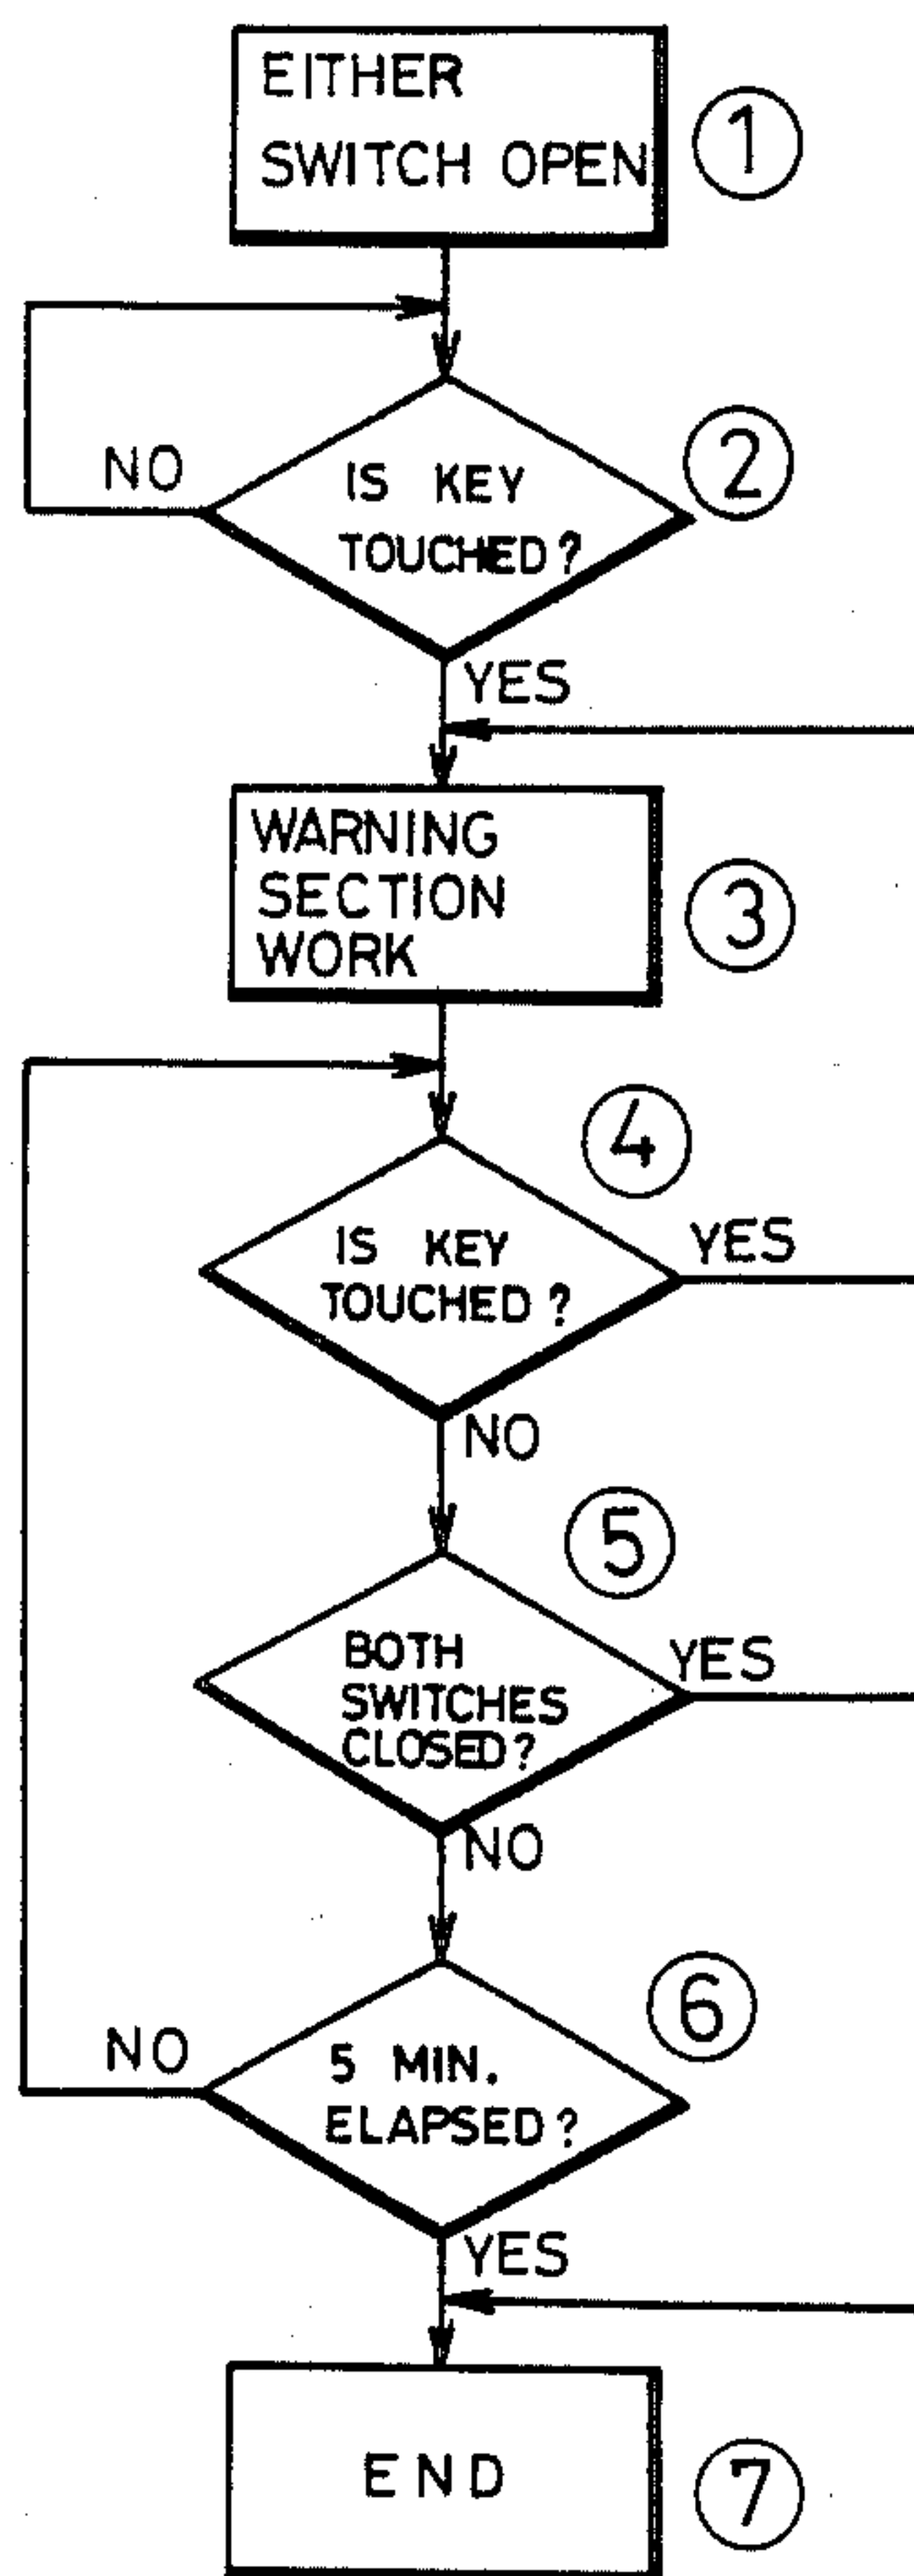 EITHER
SWITCH OPEN
1
2
IS KEY
TOUCHED?
NO
YES
WARNING
SECTION
WORK
3
4
IS KEY
TOUCHED?
YES
NO
5
BOTH
SWITCHES
CLOSED?
YES
NO
6
5 MIN.
ELAPSED?
NO
YES
END
7